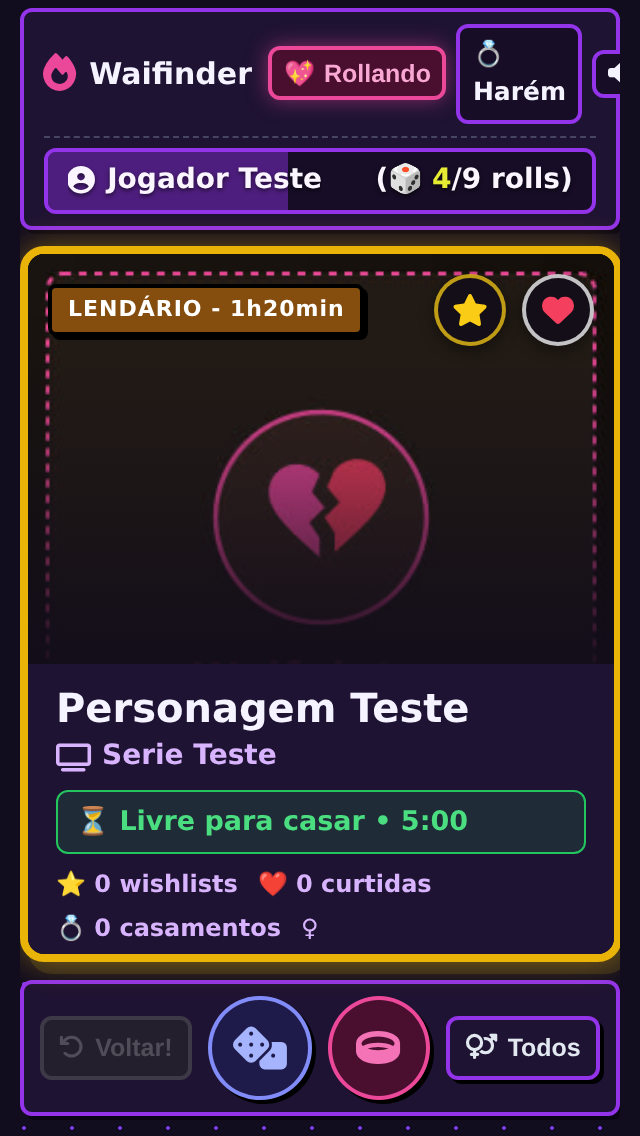 Waifinder
💖 Rollando
💍
Harém
Jogador Teste
(🎲 4/9 rolls)
LENDÁRIO - 1h20min
Personagem Teste
Serie Teste
⏳ Livre para casar • 5:00
⭐ 0 wishlists ❤️ 0 curtidas
💍 0 casamentos ♀
Voltar!
Todos